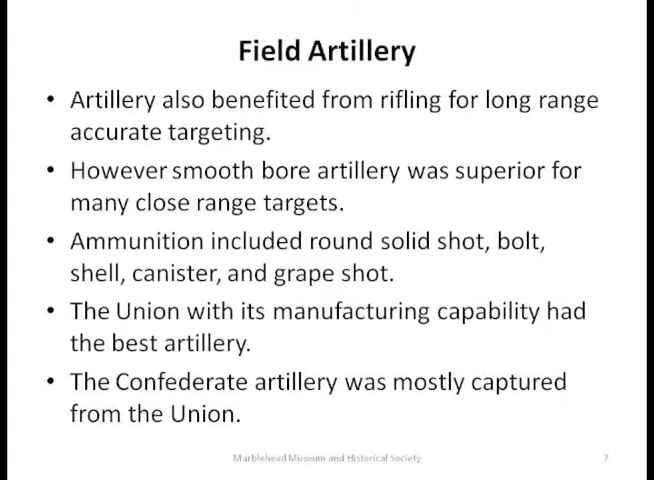 Field Artillery
• Artillery also benefited from rifling for long range
accurate targeting.
• However smooth bore artillery was superior for
many close range targets.
• Ammunition included round solid shot, bolt,
shell, canister, and grape shot.
• The Union with its manufacturing capability had
the best artillery.
• The Confederate artillery was mostly captured
from the Union.
Marblehead Museum and Historical Society 7